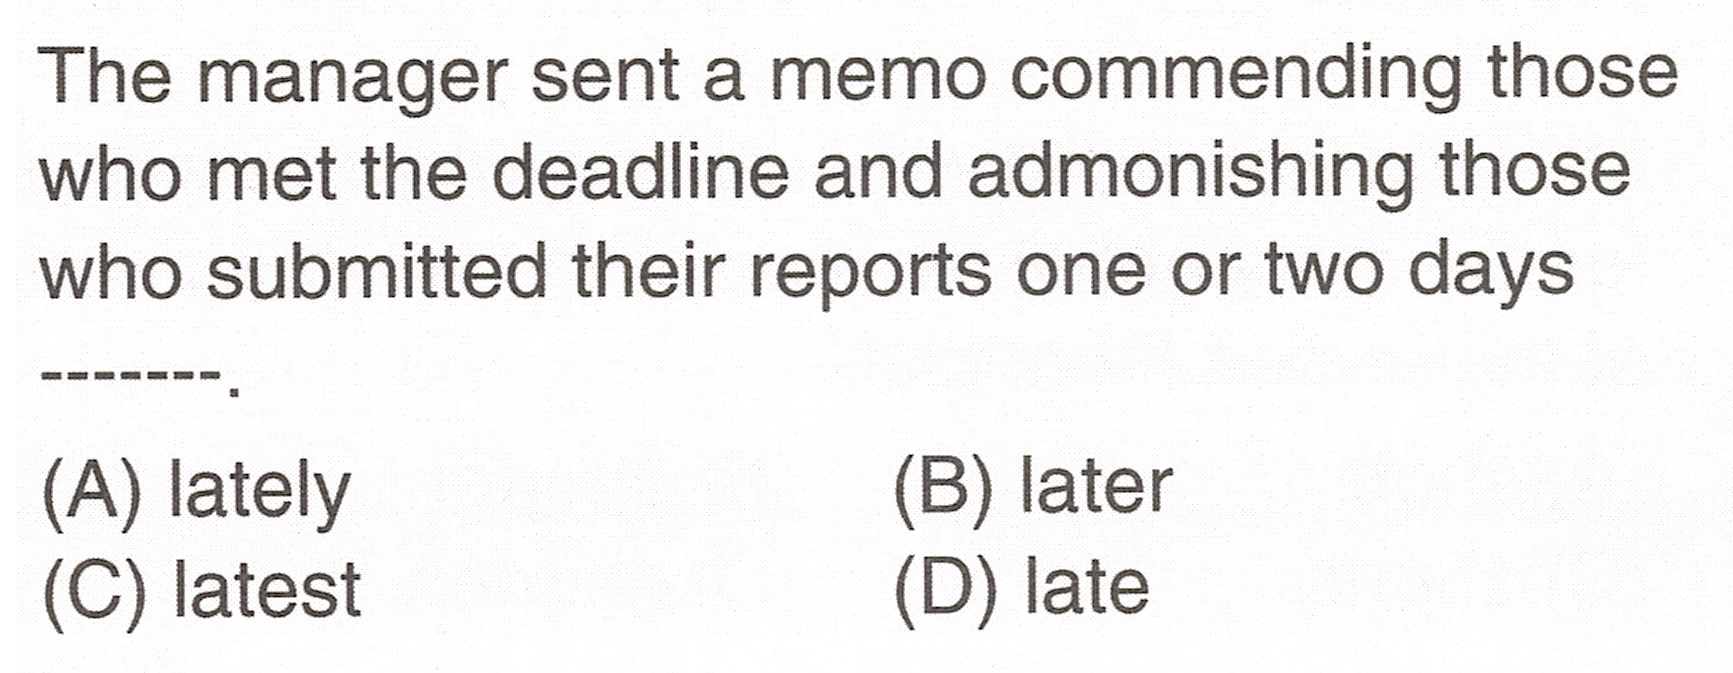 The manager sent a memo commending those
who met the deadline and admonishing those
who submitted their reports one or two days
-------.
(A) lately (B) later
(C) latest (D) late